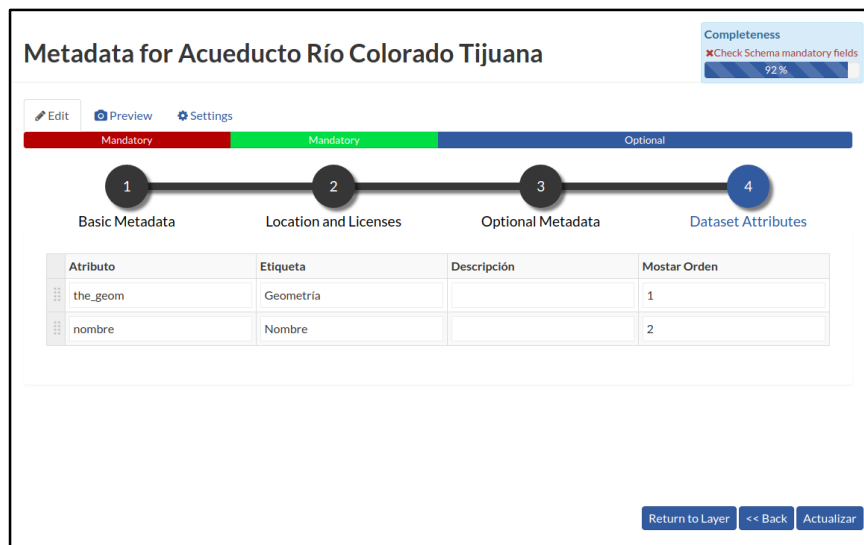 Metadata for Acueducto Río Colorado Tijuana
Completeness
✖Check Schema mandatory fields
92 %
Edit Preview Settings
Mandatory Mandatory Optional
1 2 3 4
Basic Metadata Location and Licenses Optional Metadata Dataset Attributes
Atributo Etiqueta Descripción Mostar Orden
the_geom Geometría 1
nombre Nombre 2
Return to Layer << Back Actualizar